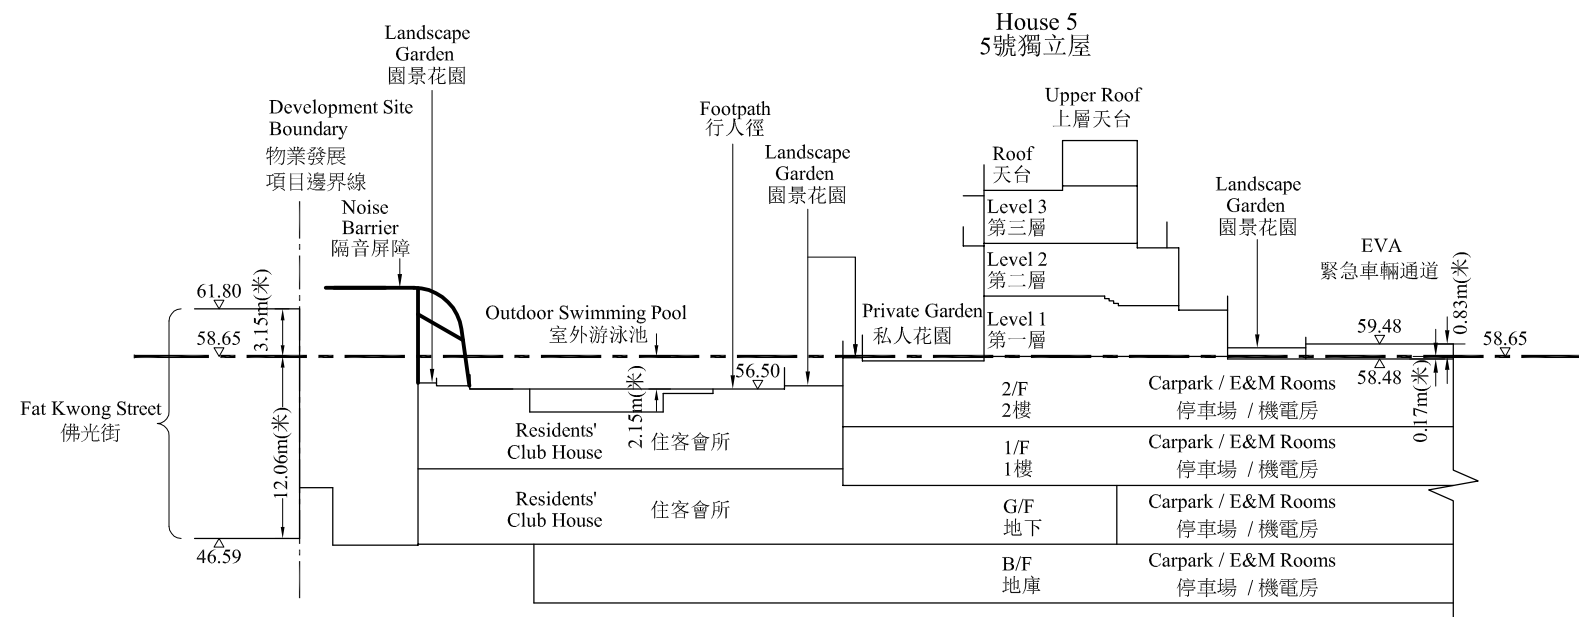 House 5
5號獨立屋
Landscape
Garden
園景花園
Development Site
Boundary
物業發展
項目邊界線
Noise
Barrier
隔音屏障
Footpath
行人徑
Landscape
Garden
園景花園
Upper Roof
上層天台
Roof
天台
Level 3
第三層
Level 2
第二層
Level 1
第一層
Landscape
Garden
園景花園
EVA
緊急車輛通道
61.80
3.15m(米)
58.65
Outdoor Swimming Pool
室外游泳池
Private Garden
私人花園
59.48
0.83m(米)
58.65
56.50
58.48
0.17m(米)
2.15m(米)
Fat Kwong Street
佛光街
12.06m(米)
46.59
Residents'
Club House
住客會所
Residents'
Club House
住客會所
2/F
2樓
Carpark / E&M Rooms
停車場 / 機電房
1/F
1樓
Carpark / E&M Rooms
停車場 / 機電房
G/F
地下
Carpark / E&M Rooms
停車場 / 機電房
B/F
地庫
Carpark / E&M Rooms
停車場 / 機電房